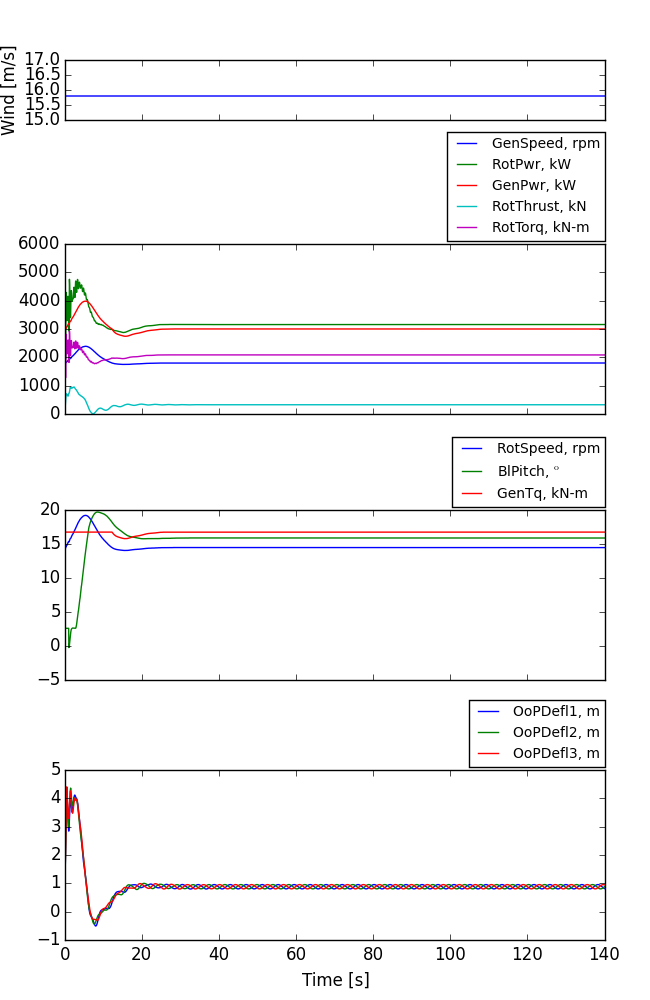 Wind [m/s]
17.0
16.5
16.0
15.5
15.0
GenSpeed, rpm
RotPwr, kW
GenPwr, kW
RotThrust, kN
RotTorq, kN-m
6000
5000
4000
3000
2000
1000
0
RotSpeed, rpm
BlPitch, °
GenTq, kN-m
20
15
10
5
0
−5
OoPDefl1, m
OoPDefl2, m
OoPDefl3, m
5
4
3
2
1
0
−1
0 20 40 60 80 100 120 140
Time [s]